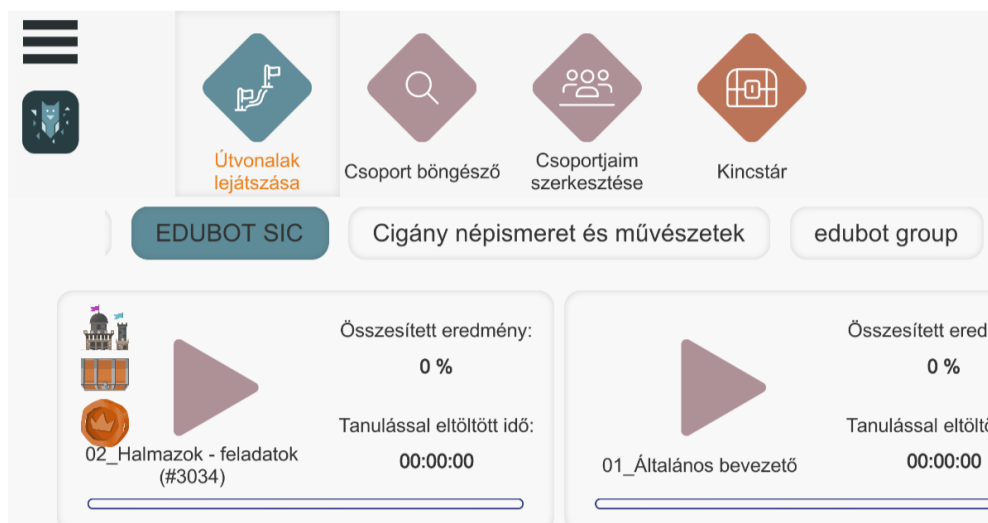 Útvonalak
lejátszása
Csoport böngésző
Csoportjaim
szerkesztése
Kincstár
EDUBOT SIC
Cigány népismeret és művészetek
edubot group
Összesített eredmény:
0 %
Tanulással eltöltött idő:
00:00:00
02_Halmazok - feladatok
(#3034)
Összesített ered
0 %
Tanulással eltöltö
00:00:00
01_Általános bevezető